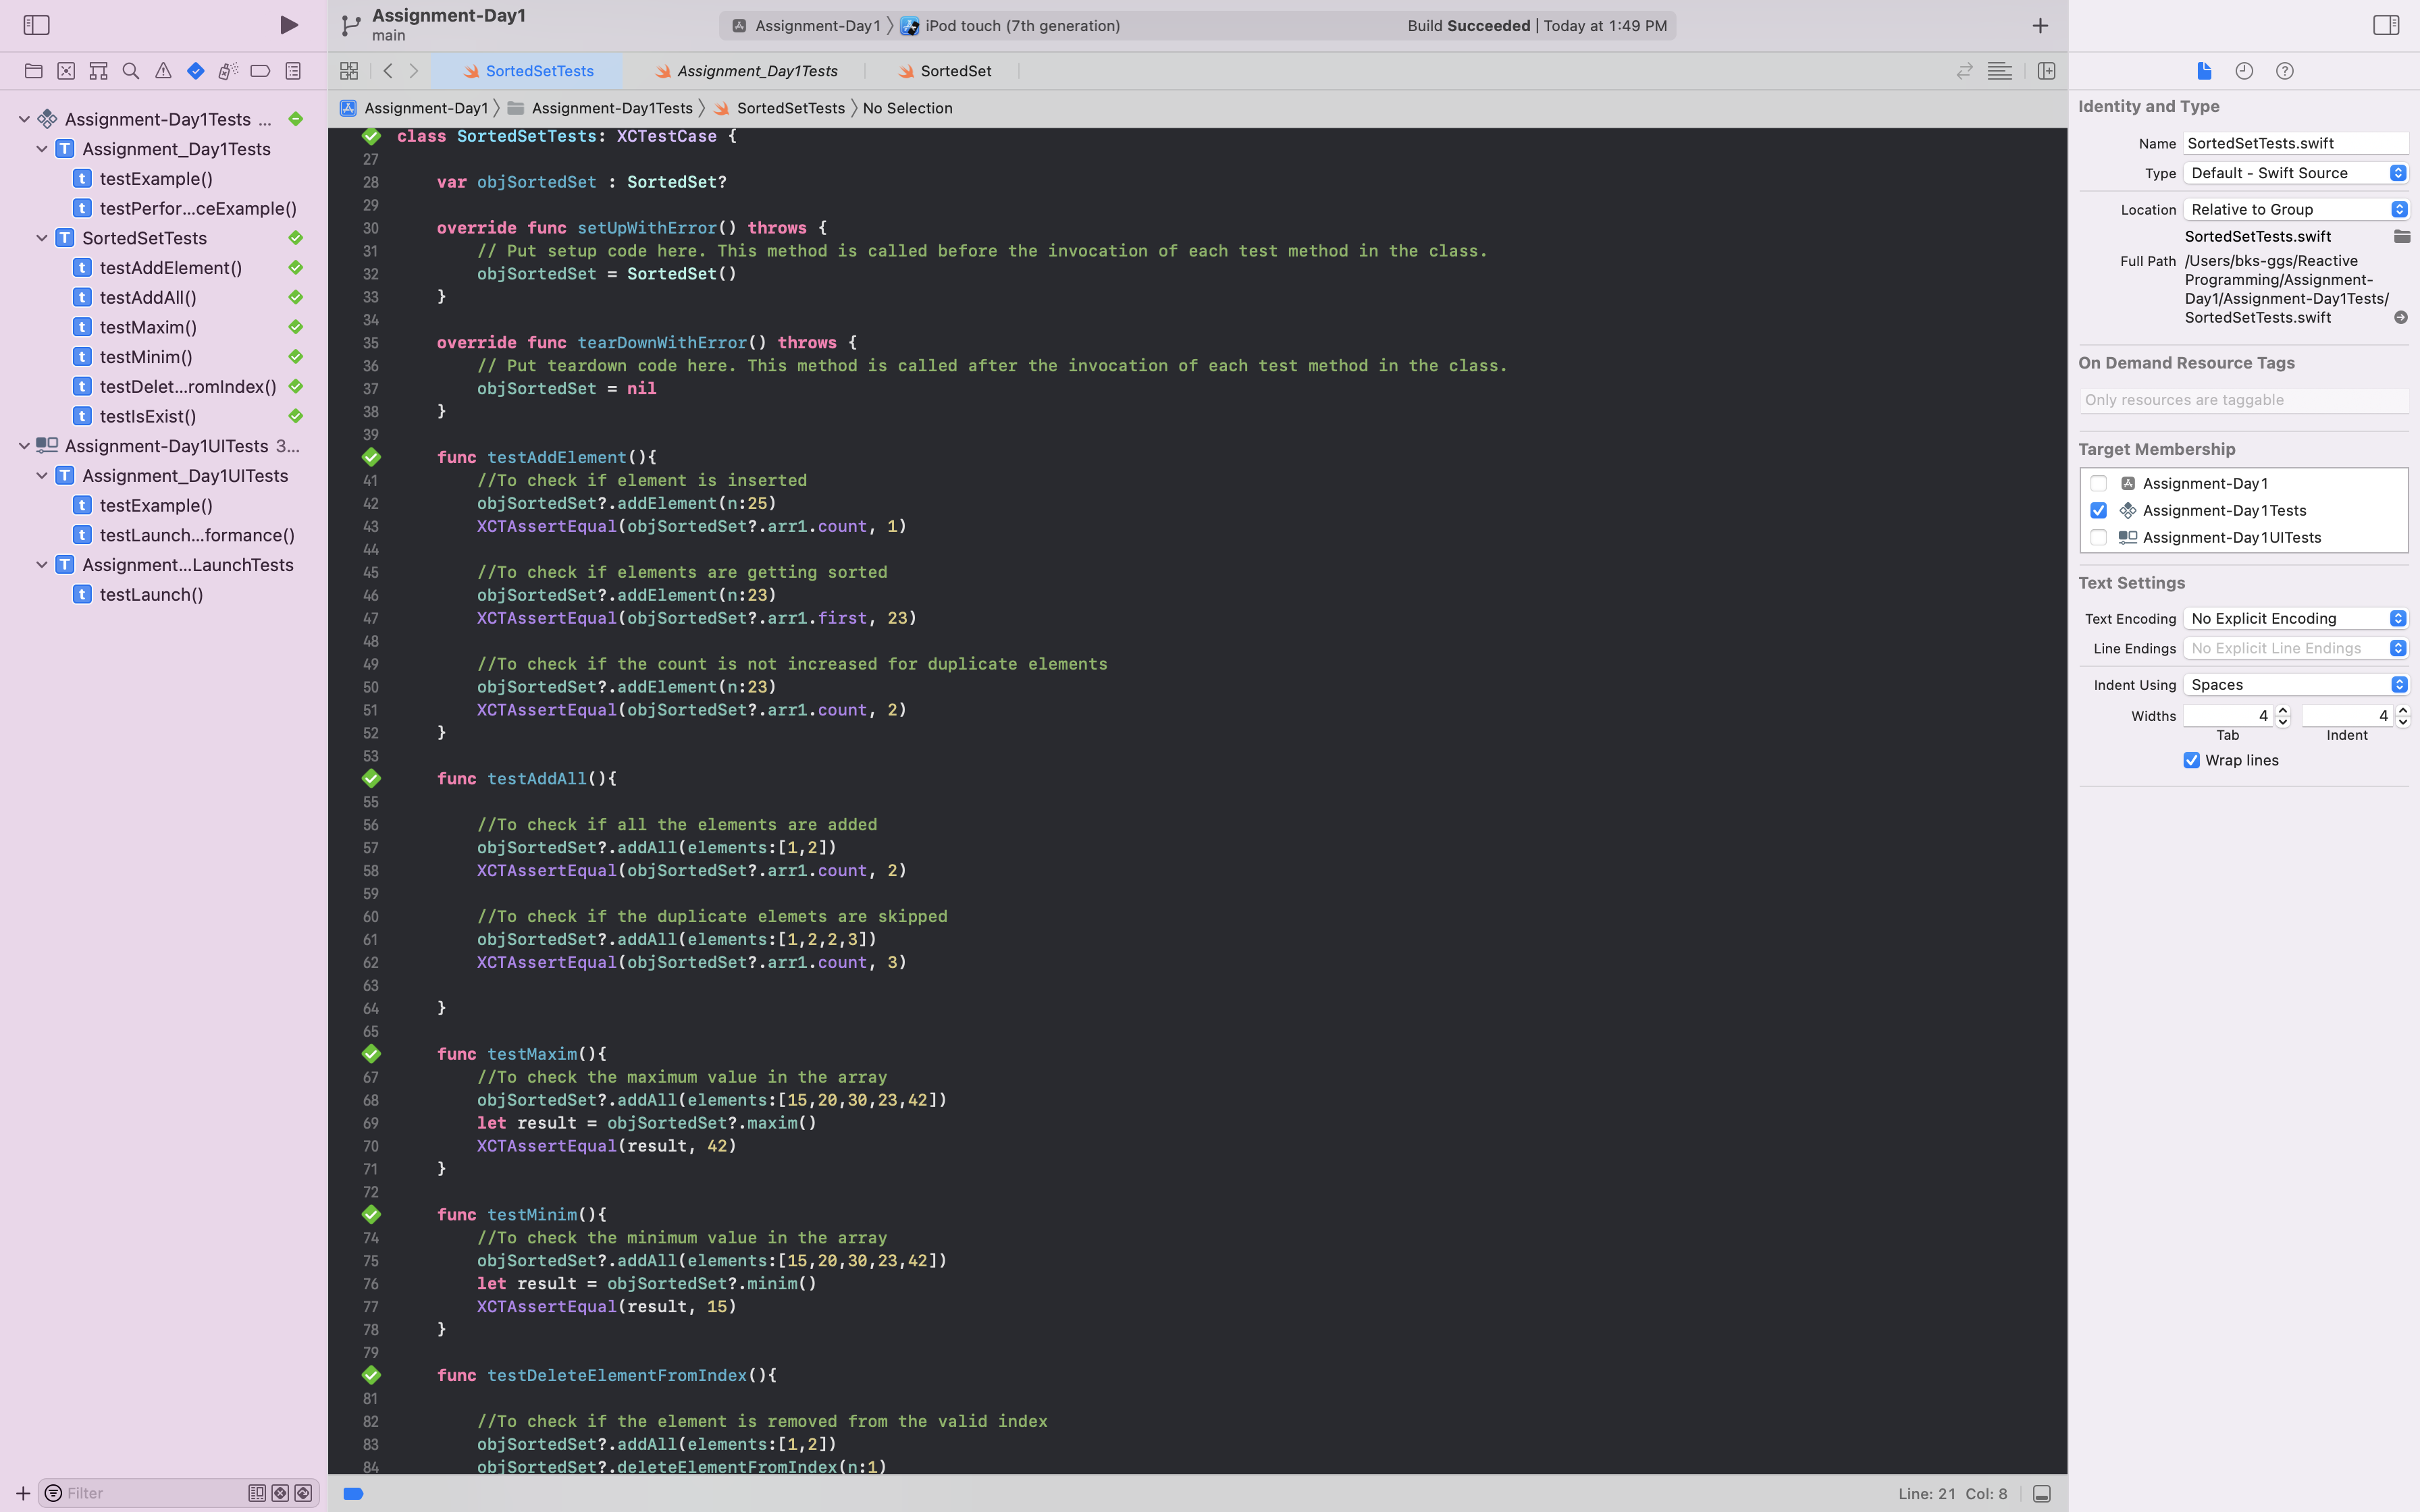 Assignment-Day1
main
Assignment-Day1 〉 iPod touch (7th generation)
Build Succeeded | Today at 1:49 PM
SortedSetTests
Assignment_Day1Tests
SortedSet
Assignment-Day1 〉 Assignment-Day1Tests 〉 SortedSetTests 〉 No Selection
Assignment-Day1Tests ...
Assignment_Day1Tests
testExample()
testPerfor...ceExample()
SortedSetTests
testAddElement()
testAddAll()
testMaxim()
testMinim()
testDelet...romIndex()
testIsExist()
Assignment-Day1UITests 3...
Assignment_Day1UITests
testExample()
testLaunch...formance()
Assignment...LaunchTests
testLaunch()
Filter
class SortedSetTests: XCTestCase {
27
28 var objSortedSet : SortedSet?
29
30 override func setUpWithError() throws {
31 // Put setup code here. This method is called before the invocation of each test method in the class.
32 objSortedSet = SortedSet()
33 }
34
35 override func tearDownWithError() throws {
36 // Put teardown code here. This method is called after the invocation of each test method in the class.
37 objSortedSet = nil
38 }
39
func testAddElement(){
41 //To check if element is inserted
42 objSortedSet?.addElement(n:25)
43 XCTAssertEqual(objSortedSet?.arr1.count, 1)
44
45 //To check if elements are getting sorted
46 objSortedSet?.addElement(n:23)
47 XCTAssertEqual(objSortedSet?.arr1.first, 23)
48
49 //To check if the count is not increased for duplicate elements
50 objSortedSet?.addElement(n:23)
51 XCTAssertEqual(objSortedSet?.arr1.count, 2)
52 }
53
func testAddAll(){
55
56 //To check if all the elements are added
57 objSortedSet?.addAll(elements:[1,2])
58 XCTAssertEqual(objSortedSet?.arr1.count, 2)
59
60 //To check if the duplicate elemets are skipped
61 objSortedSet?.addAll(elements:[1,2,2,3])
62 XCTAssertEqual(objSortedSet?.arr1.count, 3)
63
64 }
65
func testMaxim(){
67 //To check the maximum value in the array
68 objSortedSet?.addAll(elements:[15,20,30,23,42])
69 let result = objSortedSet?.maxim()
70 XCTAssertEqual(result, 42)
71 }
72
func testMinim(){
74 //To check the minimum value in the array
75 objSortedSet?.addAll(elements:[15,20,30,23,42])
76 let result = objSortedSet?.minim()
77 XCTAssertEqual(result, 15)
78 }
79
func testDeleteElementFromIndex(){
81
82 //To check if the element is removed from the valid index
83 objSortedSet?.addAll(elements:[1,2])
84 objSortedSet?.deleteElementFromIndex(n:1)
Line: 21 Col: 8
Identity and Type
Name SortedSetTests.swift
Type Default - Swift Source
Location Relative to Group
SortedSetTests.swift
Full Path /Users/bks-ggs/Reactive
Programming/Assignment-
Day1/Assignment-Day1Tests/
SortedSetTests.swift
On Demand Resource Tags
Only resources are taggable
Target Membership
Assignment-Day1
Assignment-Day1Tests
Assignment-Day1UITests
Text Settings
Text Encoding No Explicit Encoding
Line Endings No Explicit Line Endings
Indent Using Spaces
Widths 4 4
Tab Indent
Wrap lines